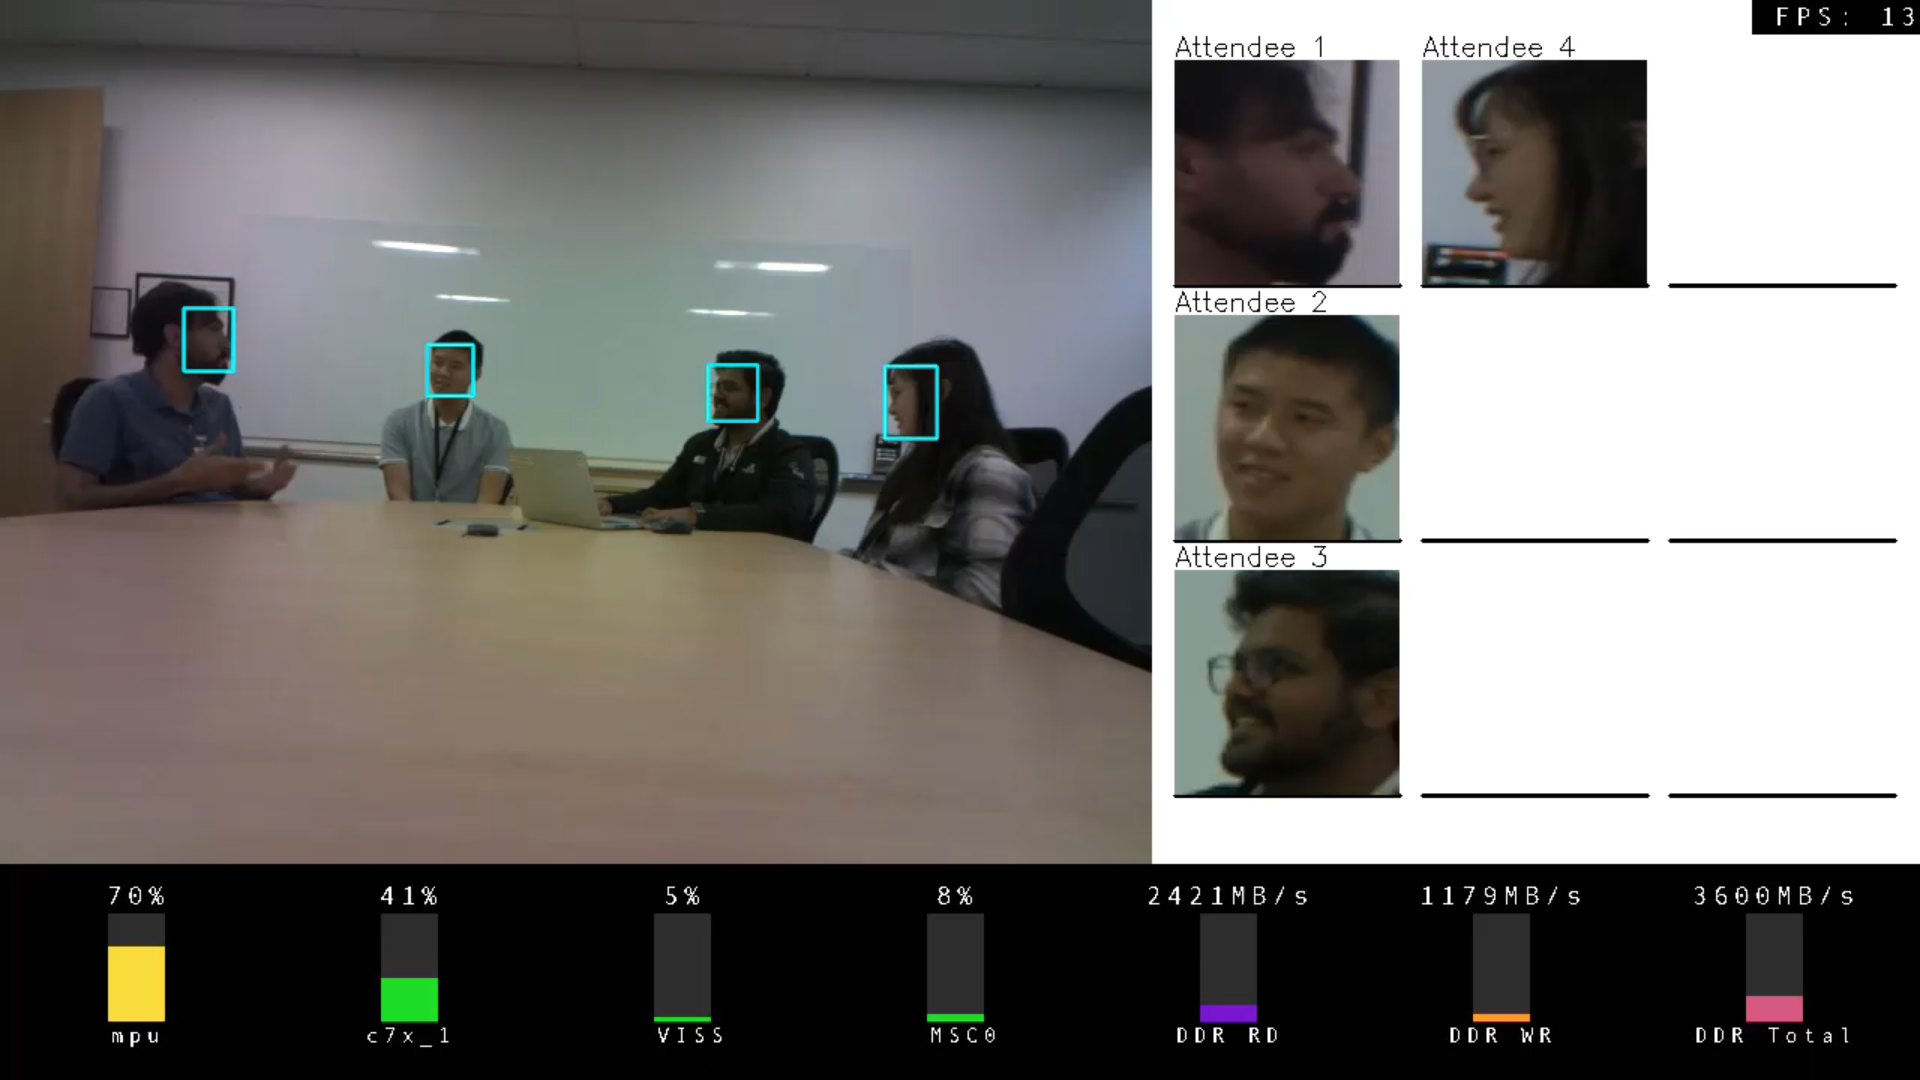 FPS: 13
Attendee 1
Attendee 4
Attendee 2
Attendee 3
70%
41%
5%
8%
2421MB/s
1179MB/s
3600MB/s
mpu
c7x_1
VISS
MSC0
DDR RD
DDR WR
DDR Total